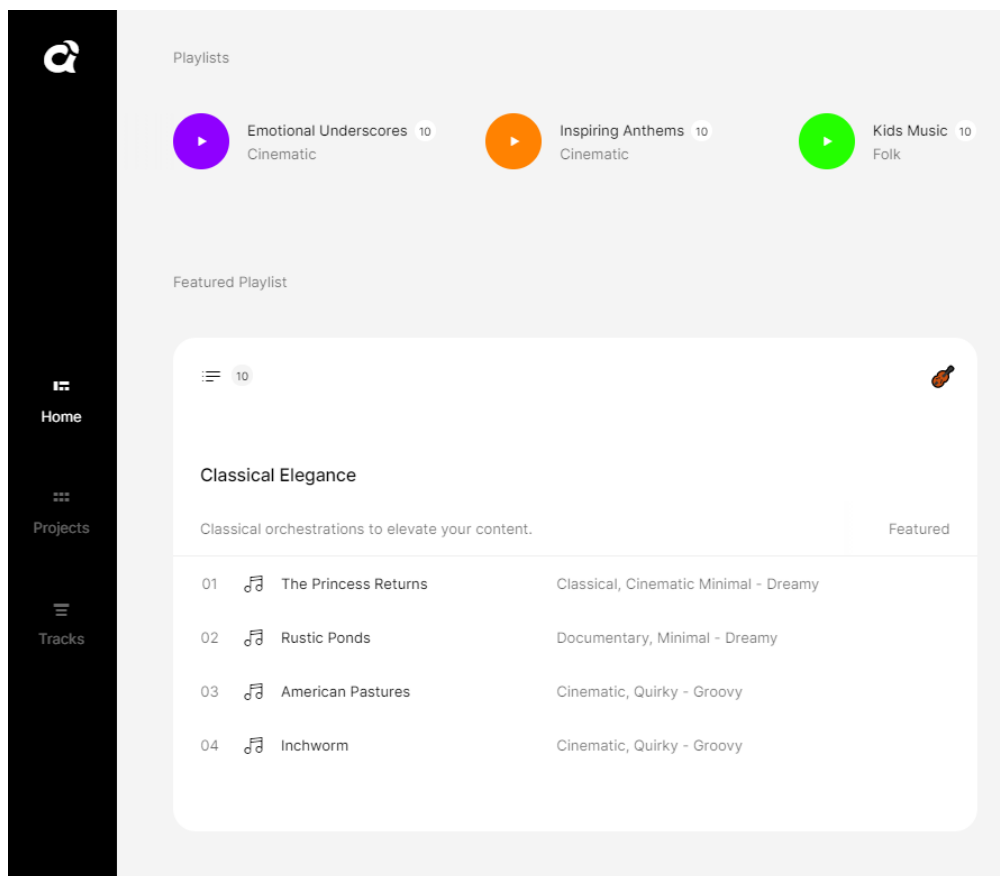 Playlists
Emotional Underscores 10
Cinematic
Inspiring Anthems 10
Cinematic
Kids Music 10
Folk
Featured Playlist
10
Classical Elegance
Classical orchestrations to elevate your content.
Featured
01 The Princess Returns Classical, Cinematic Minimal - Dreamy
02 Rustic Ponds Documentary, Minimal - Dreamy
03 American Pastures Cinematic, Quirky - Groovy
04 Inchworm Cinematic, Quirky - Groovy
Home
Projects
Tracks